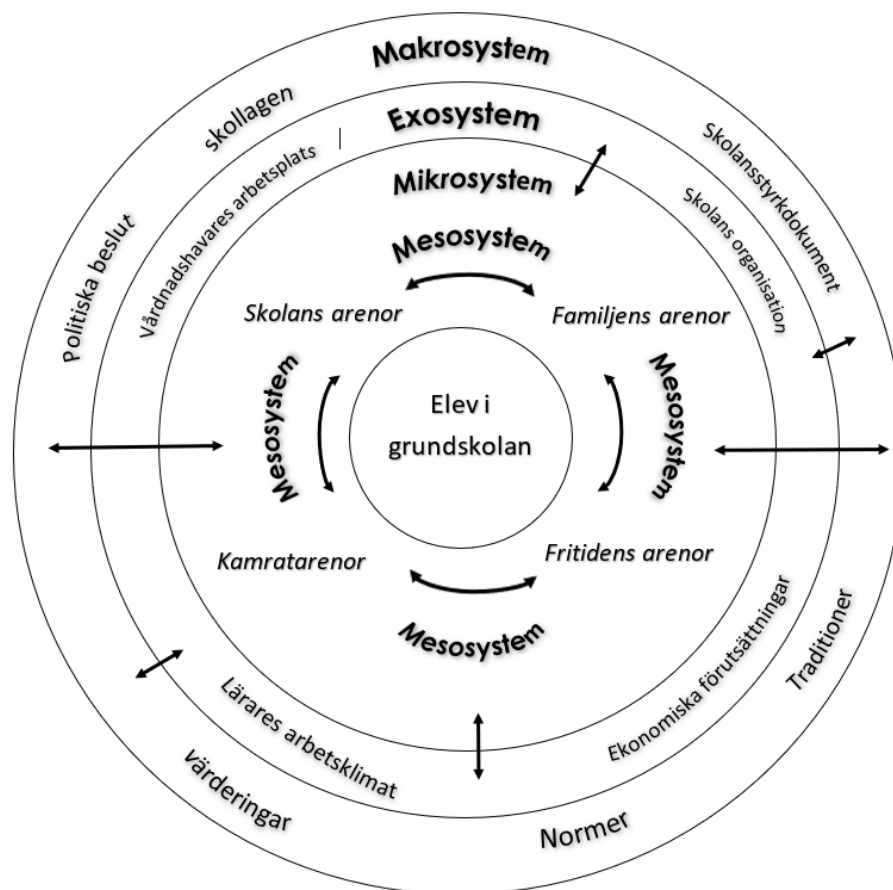 Makrosystem
skollagen
Exosystem
Skolansstyrkdokument
Vårdnadshavares arbetsplats
Mikrosystem
Skolans organisation
Politiska beslut
Mesosystem
Skolans arenor
Familjens arenor
Mesosystem
Elev i
grundskolan
Mesosystem
Kamratarenor
Fritidens arenor
Mesosystem
Ekonomiska förutsättningar
Traditioner
Lärares arbetsklimat
värderingar
Normer